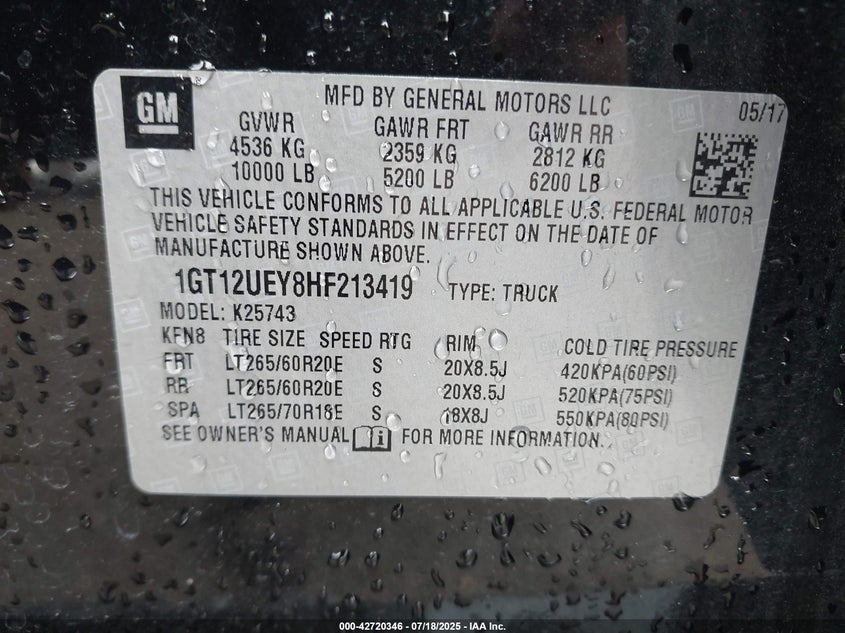 GM
MFD BY GENERAL MOTORS LLC 05/17
GVWR GAWR FRT GAWR RR
4536 KG 2359 KG 2812 KG
10000 LB 5200 LB 6200 LB
THIS VEHICLE CONFORMS TO ALL APPLICABLE U.S. FEDERAL MOTOR
VEHICLE SAFETY STANDARDS IN EFFECT ON THE DATE OF
MANUFACTURE SHOWN ABOVE.
1GT12UEY8HF213419 TYPE: TRUCK
MODEL: K25743
KFN8 TIRE SIZE SPEED RTG RIM COLD TIRE PRESSURE
FRT LT265/60R20E S 20X8.5J 420KPA(60PSI)
RR LT265/60R20E S 20X8.5J 520KPA(75PSI)
SPA LT265/70R18E S 18X8J 550KPA(80PSI)
SEE OWNER'S MANUAL i FOR MORE INFORMATION.
000-42720346 - 07/18/2025 - IAA Inc.